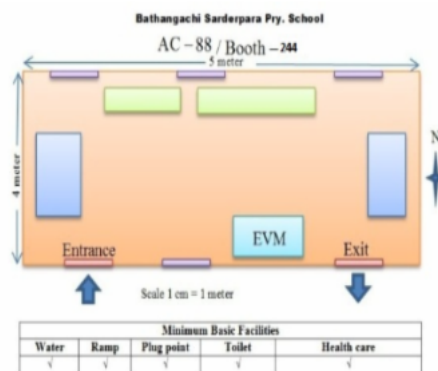 Bathangachi Sarderpara Pry. School
AC - 88 / Booth - 244
5 meter
4 meter
N
EVM
Entrance
Exit
Scale 1 cm = 1 meter
Minimum Basic Facilities
Water Ramp Plug point Toilet Health care
√ √ √ √ √